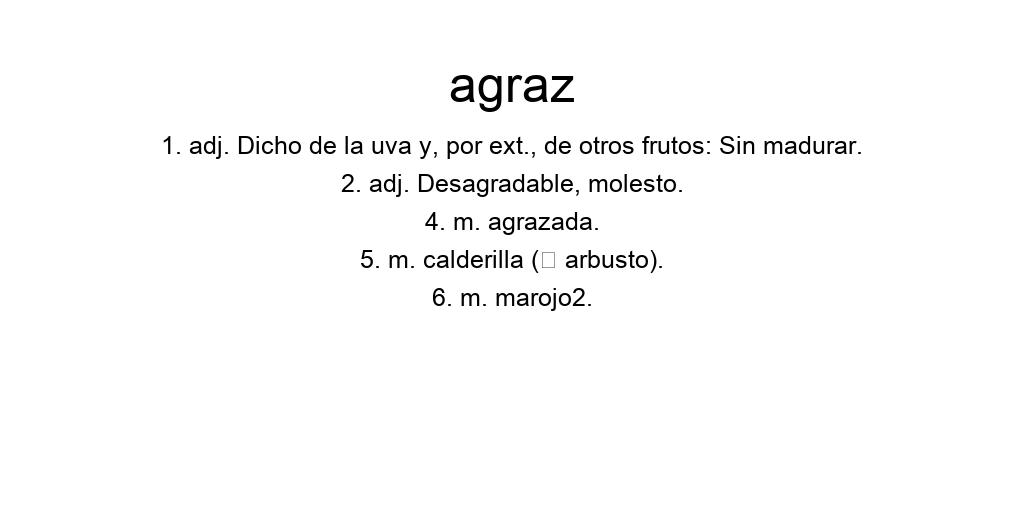 agraz
1. adj. Dicho de la uva y, por ext., de otros frutos: Sin madurar.
2. adj. Desagradable, molesto.
4. m. agrazada.
5. m. calderilla (□ arbusto).
6. m. marojo2.